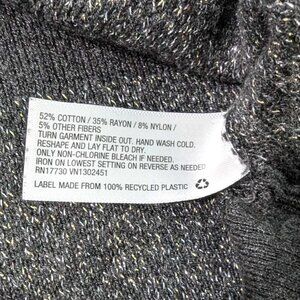 52% COTTON / 35% RAYON / 8% NYLON /
5% OTHER FIBERS
TURN GARMENT INSIDE OUT. HAND WASH COLD.
RESHAPE AND LAY FLAT TO DRY.
ONLY NON-CHLORINE BLEACH IF NEEDED.
IRON ON LOWEST SETTING ON REVERSE AS NEEDED
RN17730 VN1302451
LABEL MADE FROM 100% RECYCLED PLASTIC